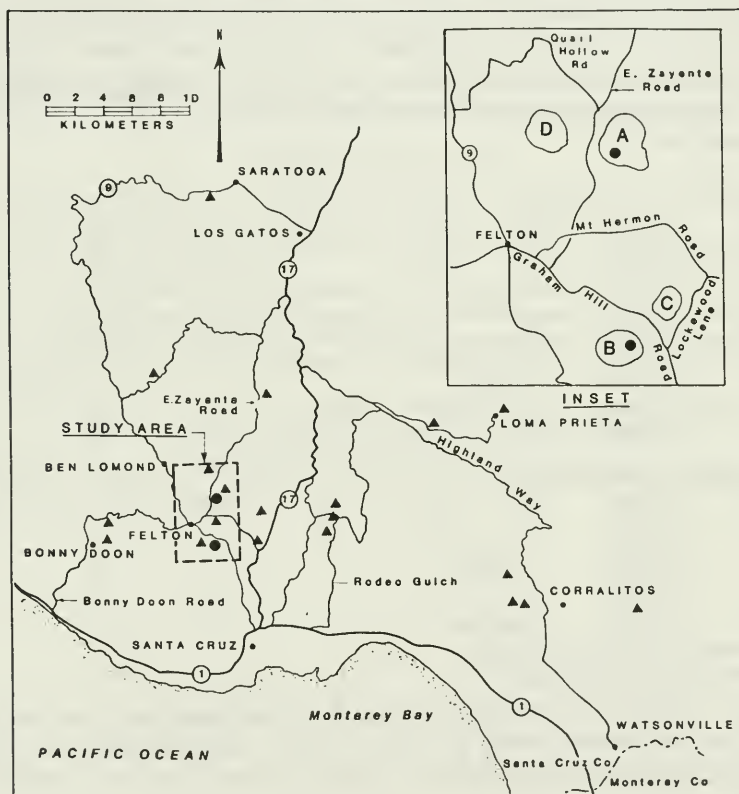 N
0 2 4 6 8 10
KILOMETERS
9
SARATOGA
LOS GATOS
17
E.Zayanta
Road
STUDY AREA
BEN LOMOND
LOMA PRIETA
Highland
Way
17
FELTON
BONNY DOON
Rodeo Gulch
CORRALITOS
Bonny Doon Road
SANTA CRUZ
1
Monterey Bay
1
WATSONVILLE
PACIFIC OCEAN
Santa Cruz Co
Monterey Co
Quail
Hollow
Rd
E. Zayante
Road
D
A
9
FELTON
Mt Hermon
Road
Graham
Hill
Road
C
Lockewood
Lane
B
INSET